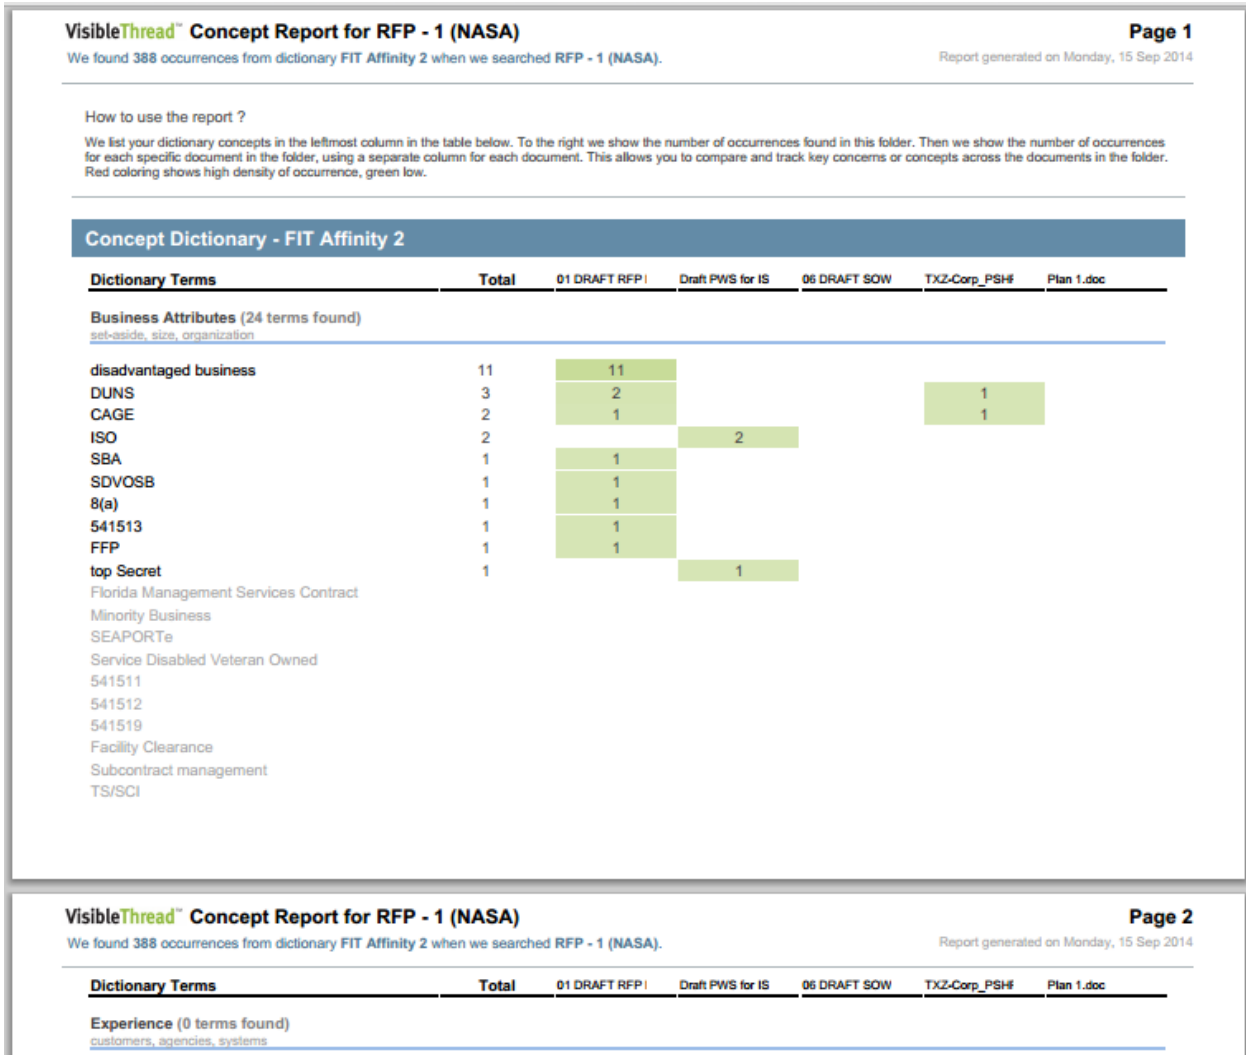 VisibleThread™ Concept Report for RFP - 1 (NASA) Page 1
We found 388 occurrences from dictionary FIT Affinity 2 when we searched RFP - 1 (NASA). Report generated on Monday, 15 Sep 2014
How to use the report ?
We list your dictionary concepts in the leftmost column in the table below. To the right we show the number of occurrences found in this folder. Then we show the number of occurrences
for each specific document in the folder, using a separate column for each document. This allows you to compare and track key concerns or concepts across the documents in the folder.
Red coloring shows high density of occurrence, green low.
Concept Dictionary - FIT Affinity 2
Dictionary Terms Total 01 DRAFT RFP Draft PWS for IS 06 DRAFT SOW TXZ-Corp_PSHF Plan 1.doc
Business Attributes (24 terms found)
set-aside, size, organization
disadvantaged business 11 11
DUNS 3 2 1
CAGE 2 1 1
ISO 2 2
SBA 1 1
SDVOSB 1 1
8(a) 1 1
541513 1 1
FFP 1 1
top Secret 1 1
Florida Management Services Contract
Minority Business
SEAPORTe
Service Disabled Veteran Owned
541511
541512
541519
Facility Clearance
Subcontract management
TS/SCI
VisibleThread™ Concept Report for RFP - 1 (NASA) Page 2
We found 388 occurrences from dictionary FIT Affinity 2 when we searched RFP - 1 (NASA). Report generated on Monday, 15 Sep 2014
Dictionary Terms Total 01 DRAFT RFP Draft PWS for IS 06 DRAFT SOW TXZ-Corp_PSHF Plan 1.doc
Experience (0 terms found)
customers, agencies, systems